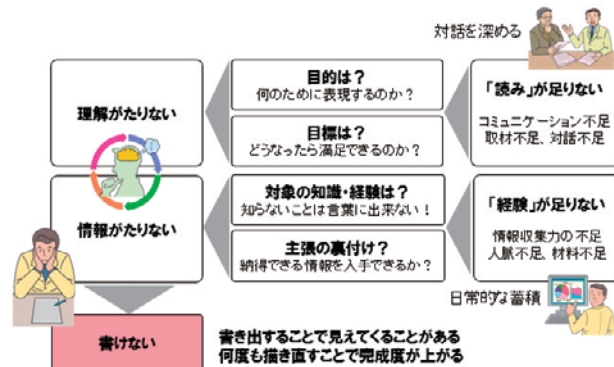 対話を深める
目的は？
何のために表現するのか？
理解がたりない
「読み」が足りない
コミュニケーション不足
取材不足、対話不足
目標は？
どうなったら満足できるのか？
対象の知識・経験は？
知らないことは言葉に出来ない！
情報がたりない
「経験」が足りない
情報収集力の不足
人脈不足、材料不足
主張の裏付け？
納得できる情報を入手できるか？
日常的な蓄積
書けない
書き出することで見えてくることがある
何度も描き直すことで完成度が上がる